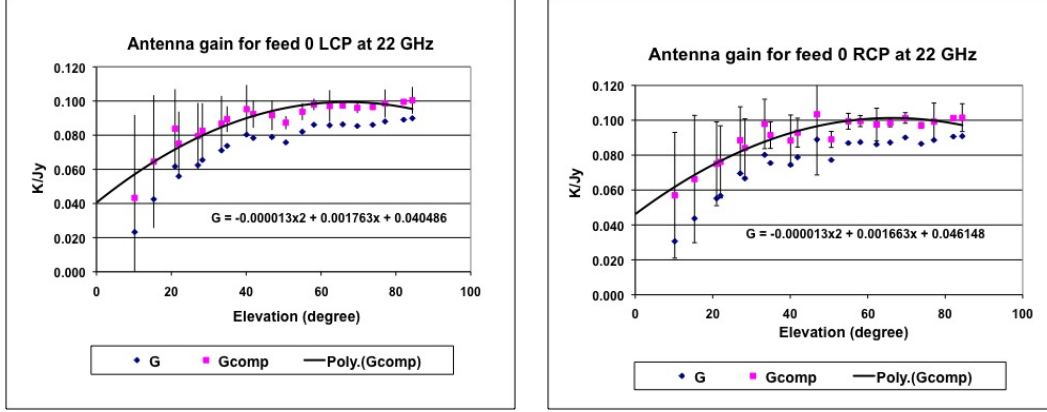 Antenna gain for feed 0 LCP at 22 GHz
0.120
0.100
0.080
0.060
0.040
0.020
0.000
K/Jy
G = -0.000013x2 + 0.001763x + 0.040486
0 20 40 60 80 100
Elevation (degree)
G Gcomp Poly.(Gcomp)
Antenna gain for feed 0 RCP at 22 GHz
0.120
0.100
0.080
0.060
0.040
0.020
0.000
K/Jy
G = -0.000013x2 + 0.001663x + 0.046148
0 20 40 60 80 100
Elevation (degree)
G Gcomp Poly.(Gcomp)